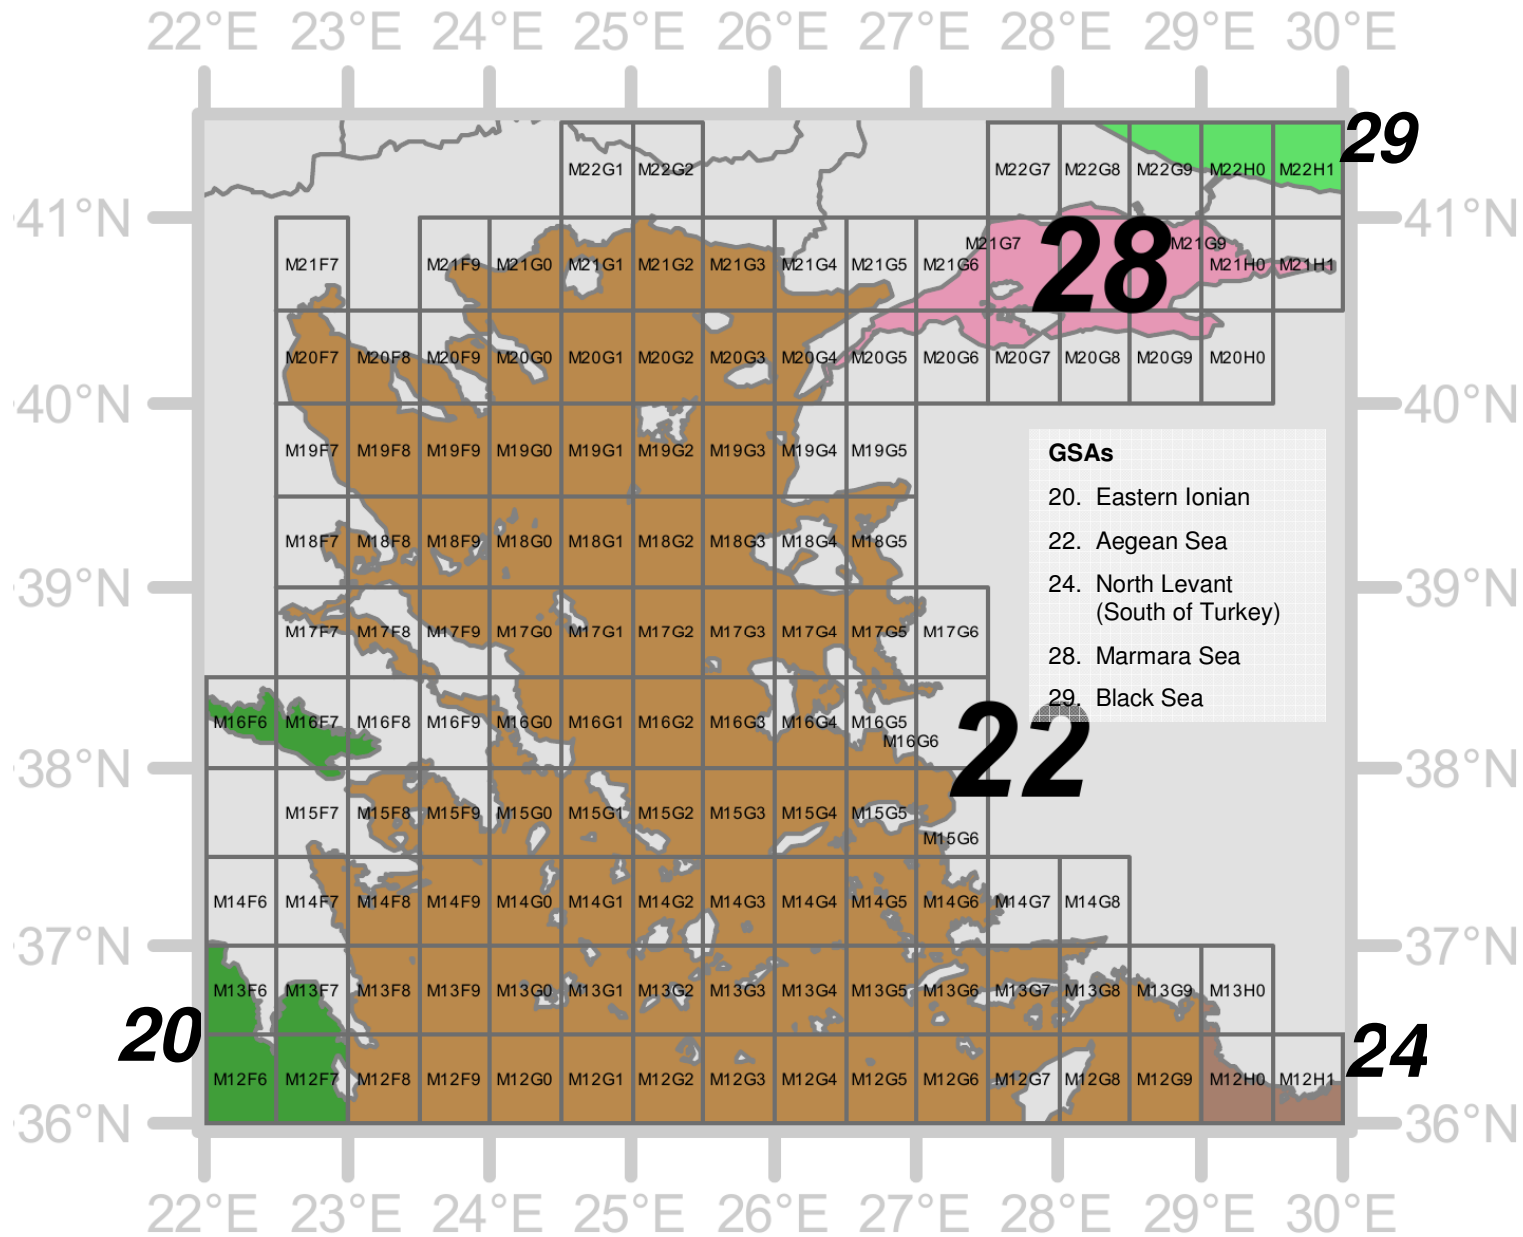 22°E 23°E 24°E 25°E 26°E 27°E 28°E 29°E 30°E
29
M22G1 M22G2 M22G7 M22G8 M22G9 M22H0 M22H1
41°N 41°N
28
M21G7 M21G9
M21F7 M21F9 M21G0 M21G1 M21G2 M21G3 M21G4 M21G5 M21G6 M21H0 M21H1
M20F7 M20F8 M20F9 M20G0 M20G1 M20G2 M20G3 M20G4 M20G5 M20G6 M20G7 M20G8 M20G9 M20H0
40°N 40°N
M19F7 M19F8 M19F9 M19G0 M19G1 M19G2 M19G3 M19G4 M19G5
GSAs
20. Eastern Ionian
22. Aegean Sea
24. North Levant
(South of Turkey)
28. Marmara Sea
29. Black Sea
M18F7 M18F8 M18F9 M18G0 M18G1 M18G2 M18G3 M18G4 M18G5
39°N 39°N
M17F7 M17F8 M17F9 M17G0 M17G1 M17G2 M17G3 M17G4 M17G5 M17G6
M16F6 M16F7 M16F8 M16F9 M16G0 M16G1 M16G2 M16G3 M16G4 M16G5
M16G6
22
38°N 38°N
M15F7 M15F8 M15F9 M15G0 M15G1 M15G2 M15G3 M15G4 M15G5
M15G6
M14F6 M14F7 M14F8 M14F9 M14G0 M14G1 M14G2 M14G3 M14G4 M14G5 M14G6 M14G7 M14G8
37°N 37°N
M13F6 M13F7 M13F8 M13F9 M13G0 M13G1 M13G2 M13G3 M13G4 M13G5 M13G6 M13G7 M13G8 M13G9 M13H0
20 24
M12F6 M12F7 M12F8 M12F9 M12G0 M12G1 M12G2 M12G3 M12G4 M12G5 M12G6 M12G7 M12G8 M12G9 M12H0 M12H1
36°N 36°N
22°E 23°E 24°E 25°E 26°E 27°E 28°E 29°E 30°E